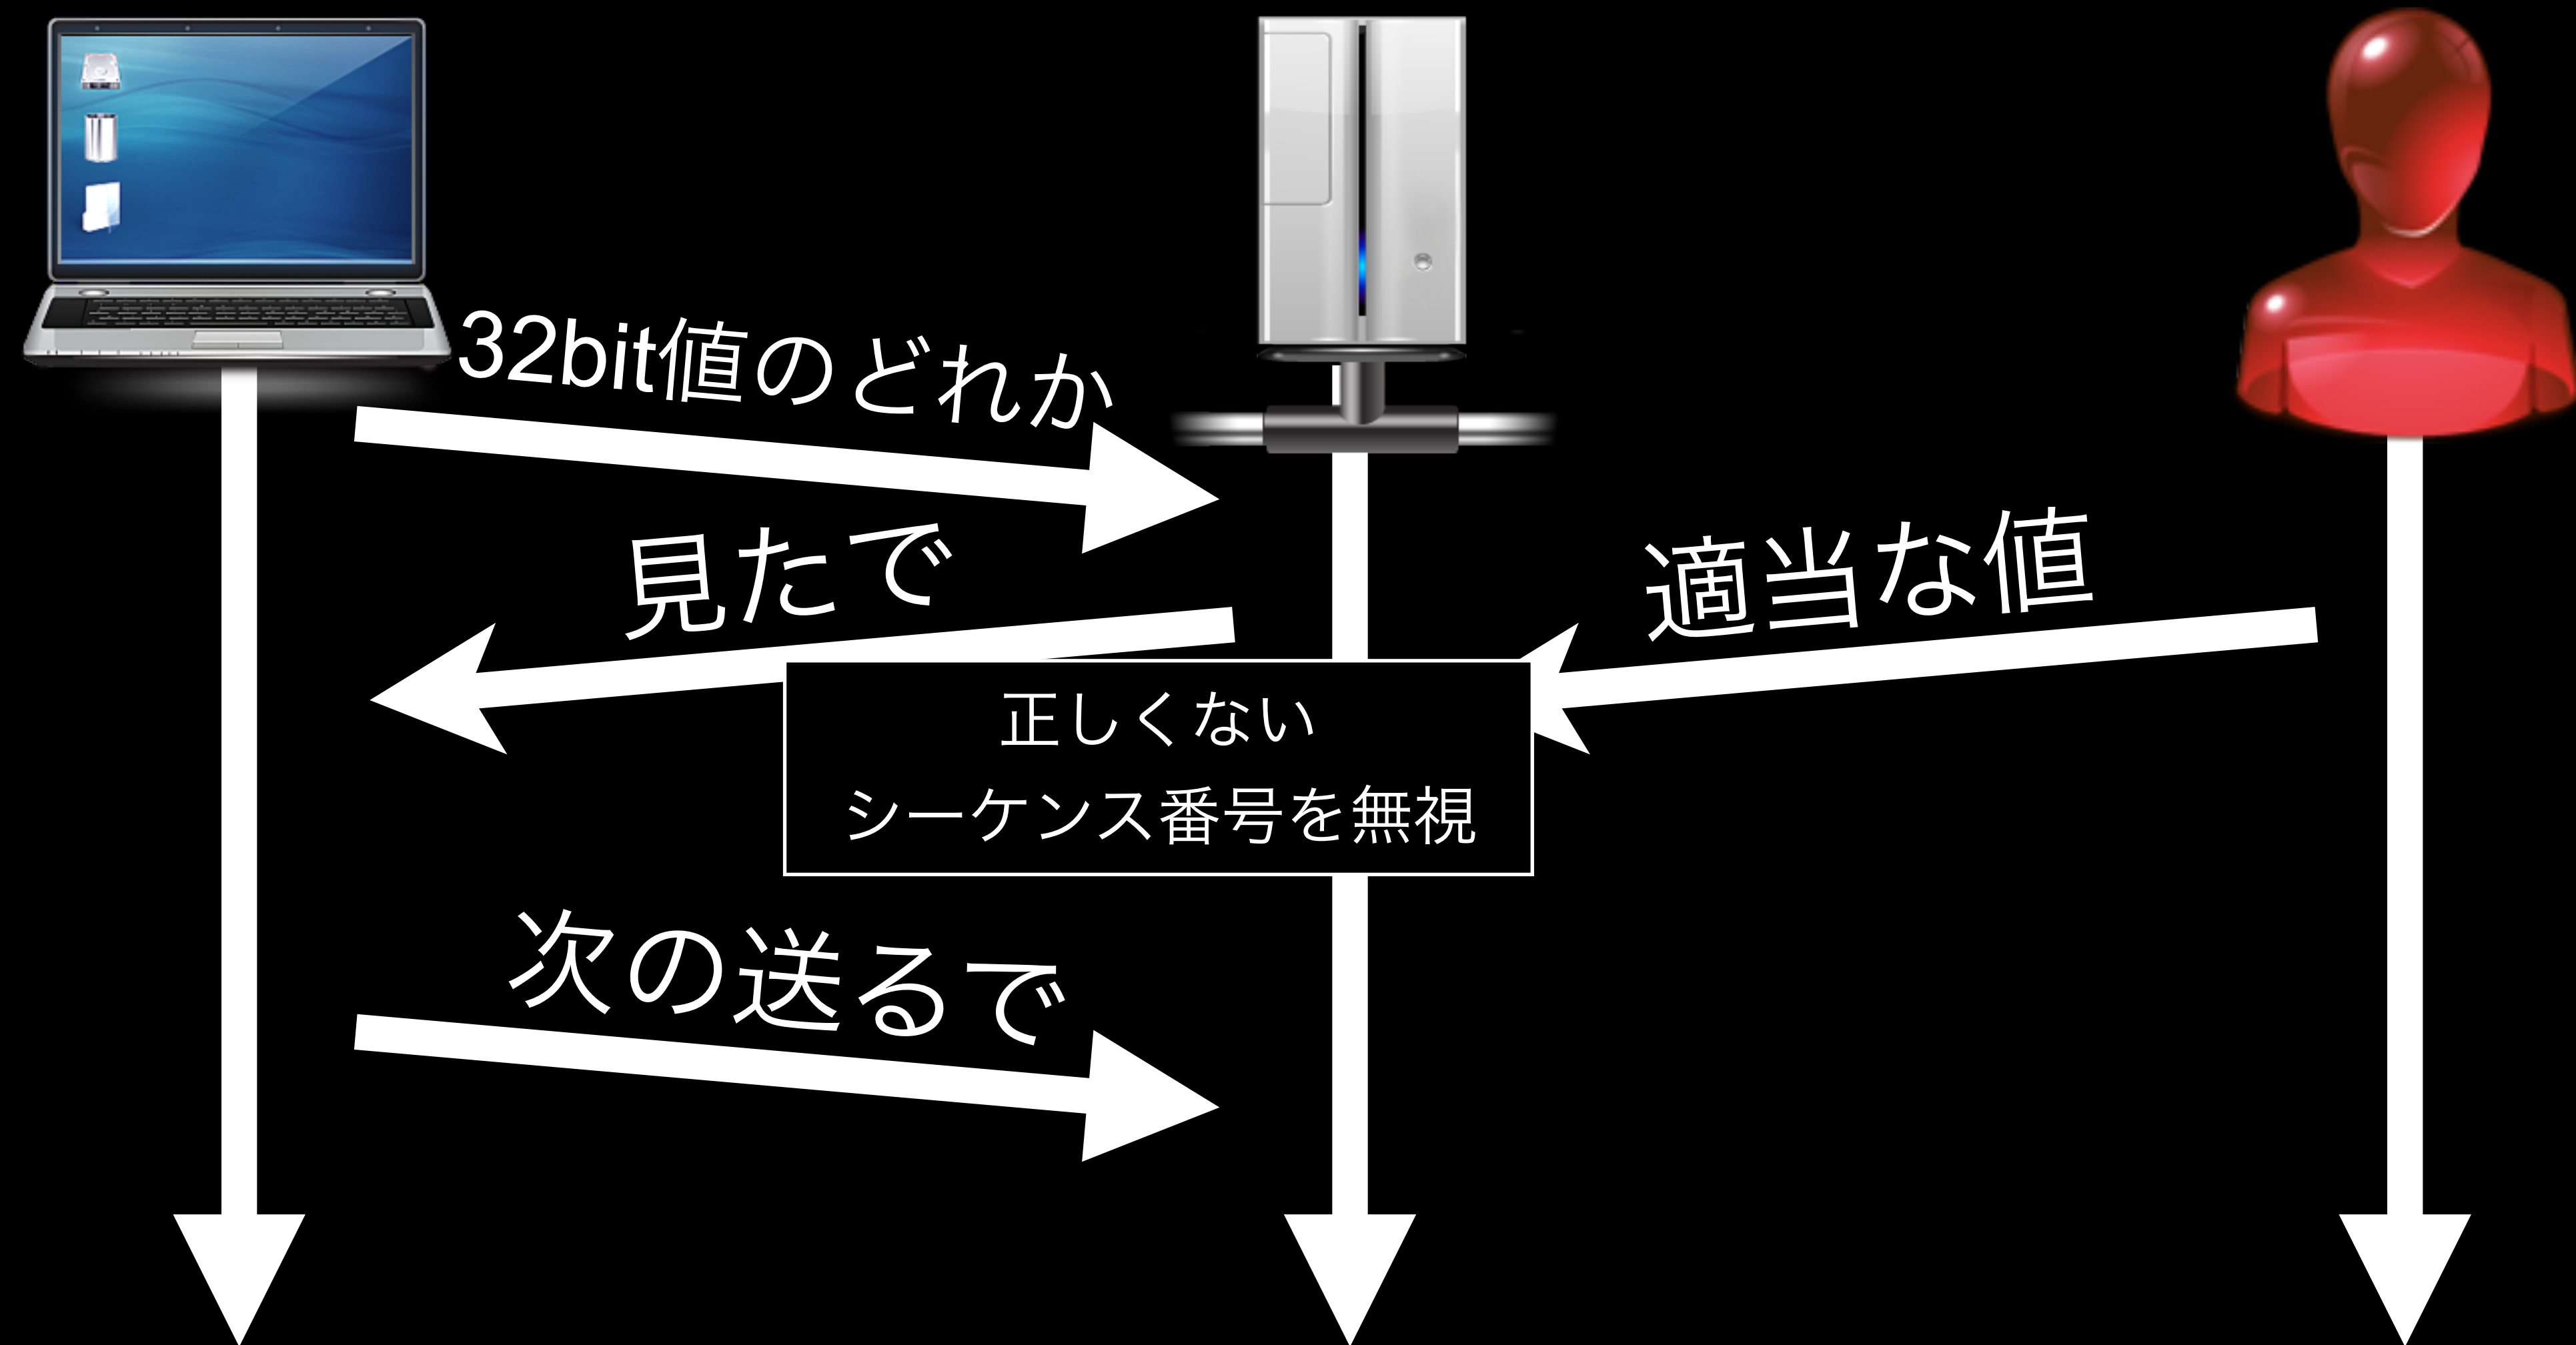 32bit値のどれか
見たで
適当な値
正しくない
シーケンス番号を無視
次の送るで